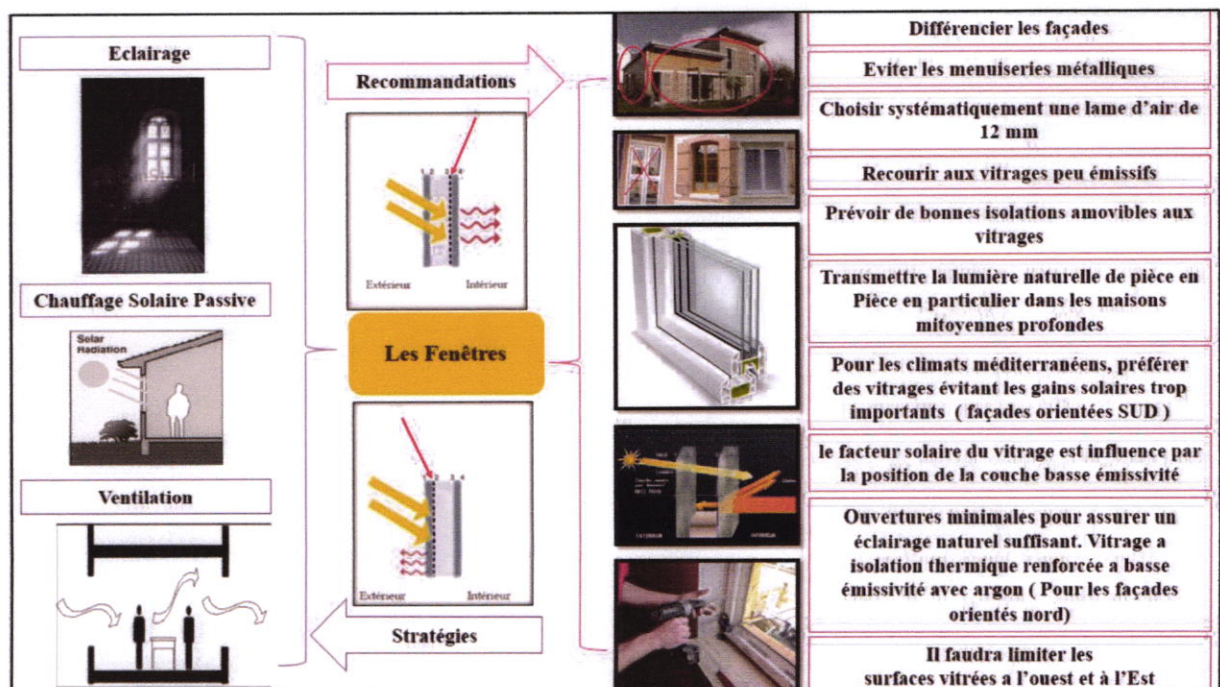 Eclairage
Chauffage Solaire Passive
Solar
Radiation
Ventilation
Recommandations
1 2
Extérieur Intérieur
Les Fenêtres
2 3 4
Extérieur Intérieur
Stratégies
Différencier les façades
Eviter les menuiseries métalliques
Choisir systématiquement une lame d'air de
12 mm
Recourir aux vitrages peu émissifs
Prévoir de bonnes isolations amovibles aux
vitrages
Transmettre la lumière naturelle de pièce en
Pièce en particulier dans les maisons
mitoyennes profondes
Pour les climats méditerranéens, préférer
des vitrages évitant les gains solaires trop
importants ( façades orientées SUD )
le facteur solaire du vitrage est influence par
la position de la couche basse émissivité
Ouvertures minimales pour assurer un
éclairage naturel suffisant. Vitrage a
isolation thermique renforcée a basse
émissivité avec argon ( Pour les façades
orientés nord)
Il faudra limiter les
surfaces vitrées a l'ouest et à l'Est